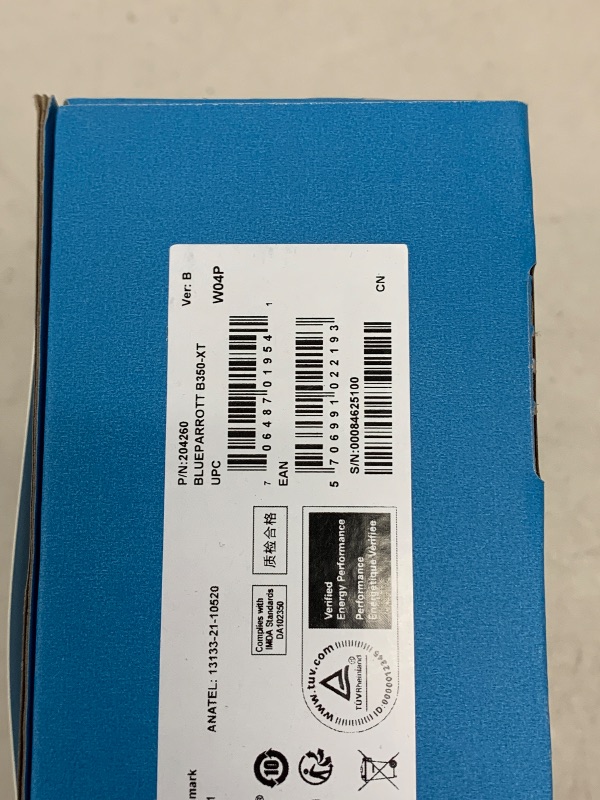 P/N:204260
Ver: B
BLUEPARROTT B350-XT
UPC
W04P
7 06487 01954 1
EAN
5 706991 022193
S/N:00084625100
CN
质检合格
Complies with
IMDA Standards
DA102350
Verified
Energy Performance
Performance
Énergétique Vérifiée
ANATEL: 13133-21-10520
www.tuv.com
TÜVRheinland
®
ID:0000012345
mark
10